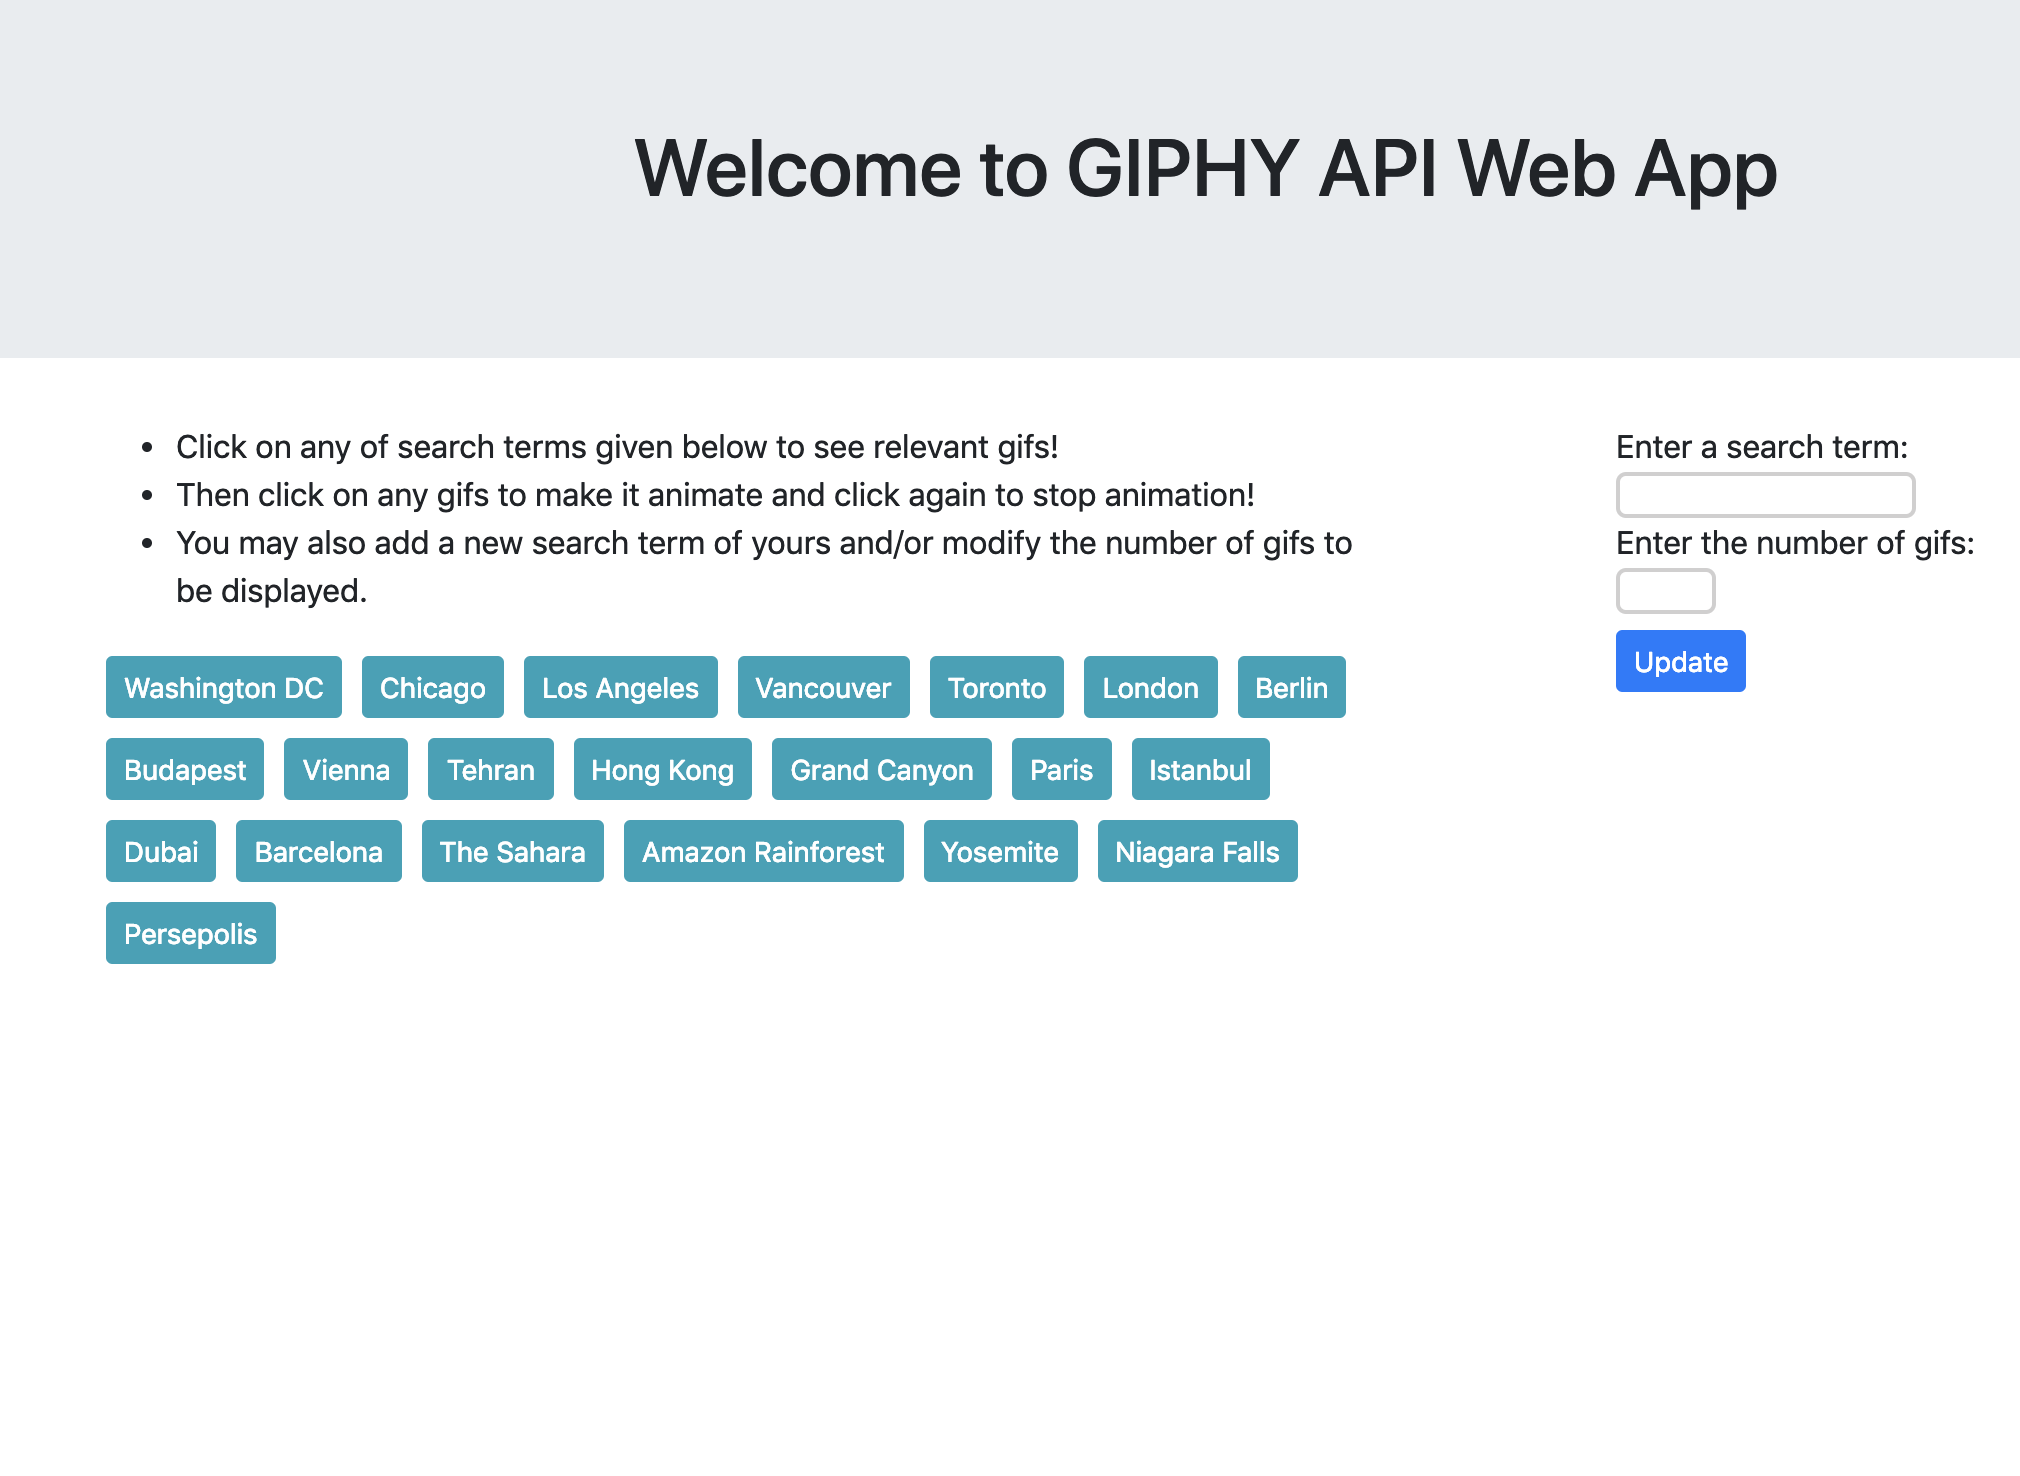 Welcome to GIPHY API Web App
• Click on any of search terms given below to see relevant gifs!
• Then click on any gifs to make it animate and click again to stop animation!
• You may also add a new search term of yours and/or modify the number of gifs to
be displayed.
Washington DC Chicago Los Angeles Vancouver Toronto London Berlin
Budapest Vienna Tehran Hong Kong Grand Canyon Paris Istanbul
Dubai Barcelona The Sahara Amazon Rainforest Yosemite Niagara Falls
Persepolis
Enter a search term:
Enter the number of gifs:
Update